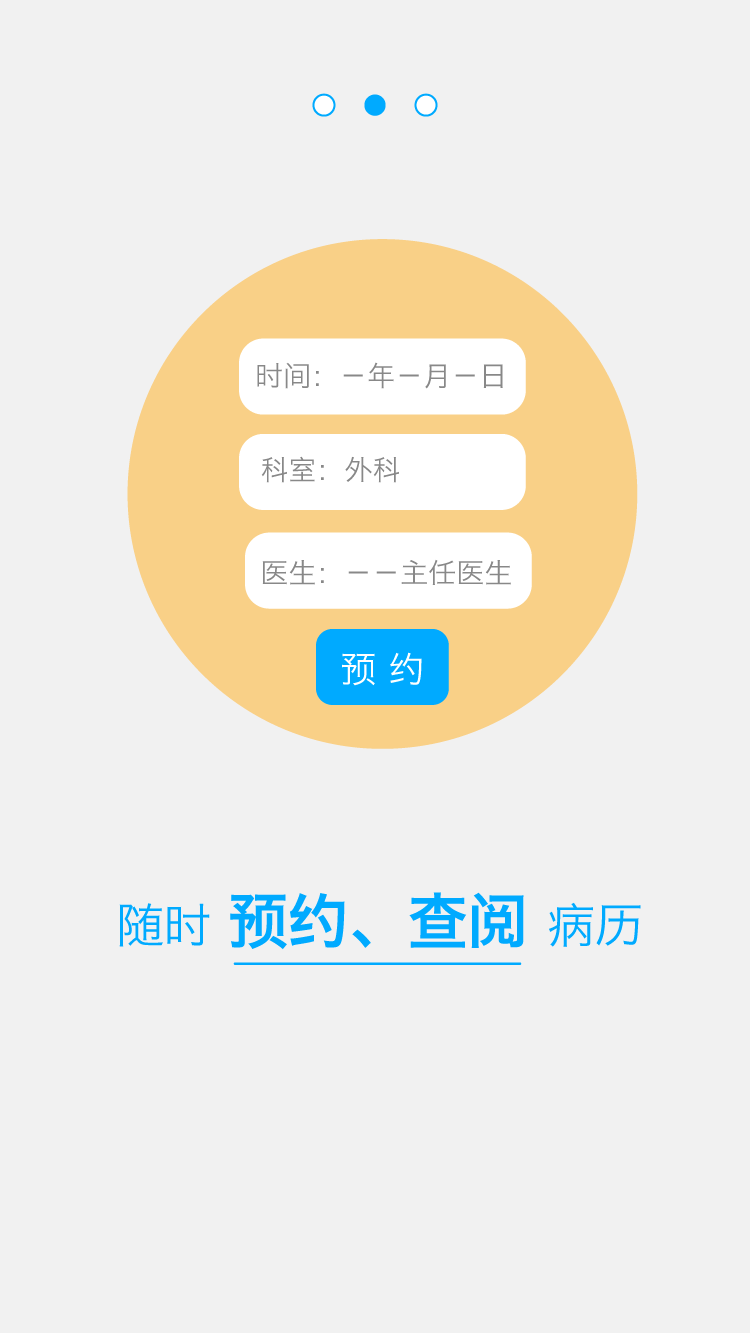 时间：一年一月一日
科室：外科
医生：一一主任医生
预 约
随时 预约、查阅 病历